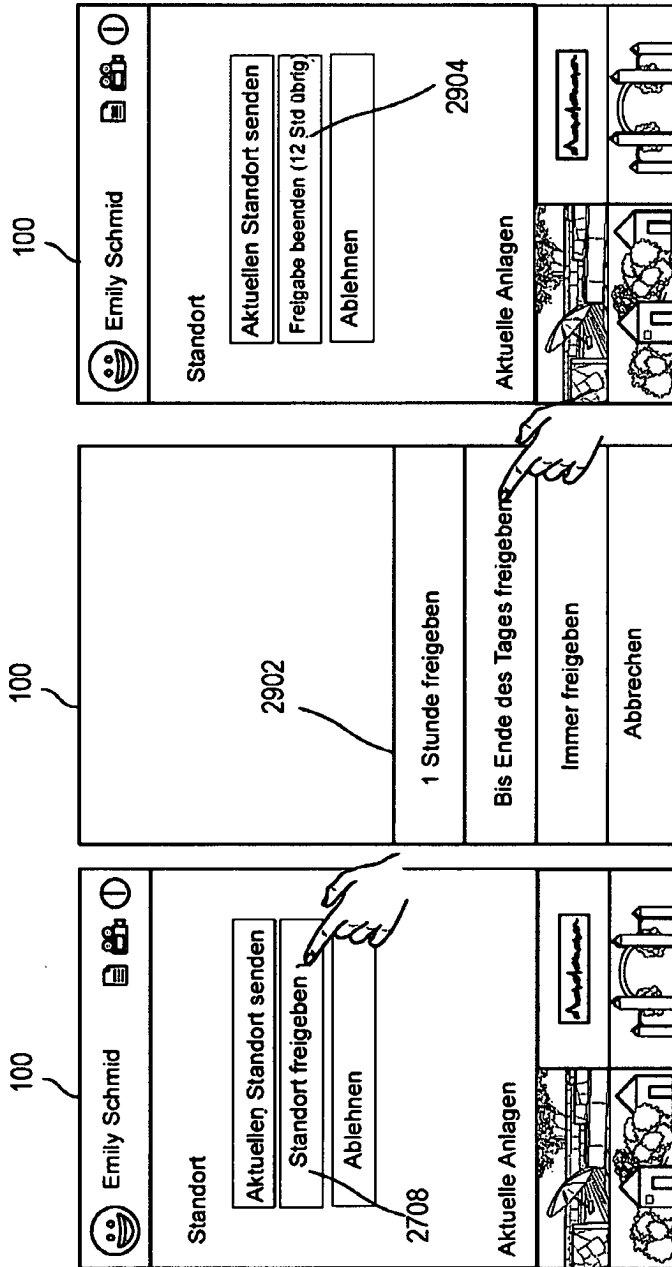 100
Emily Schmid
Standort
Aktuellen Standort senden
Standort freigeben
Ablehnen
2708
Aktuelle Anlagen
100
2902
1 Stunde freigeben
Bis Ende des Tages freigeben
Immer freigeben
Abbrechen
100
Emily Schmid
Standort
Aktuellen Standort senden
Freigabe beenden (12 Std übrig)
Ablehnen
2904
Aktuelle Anlagen